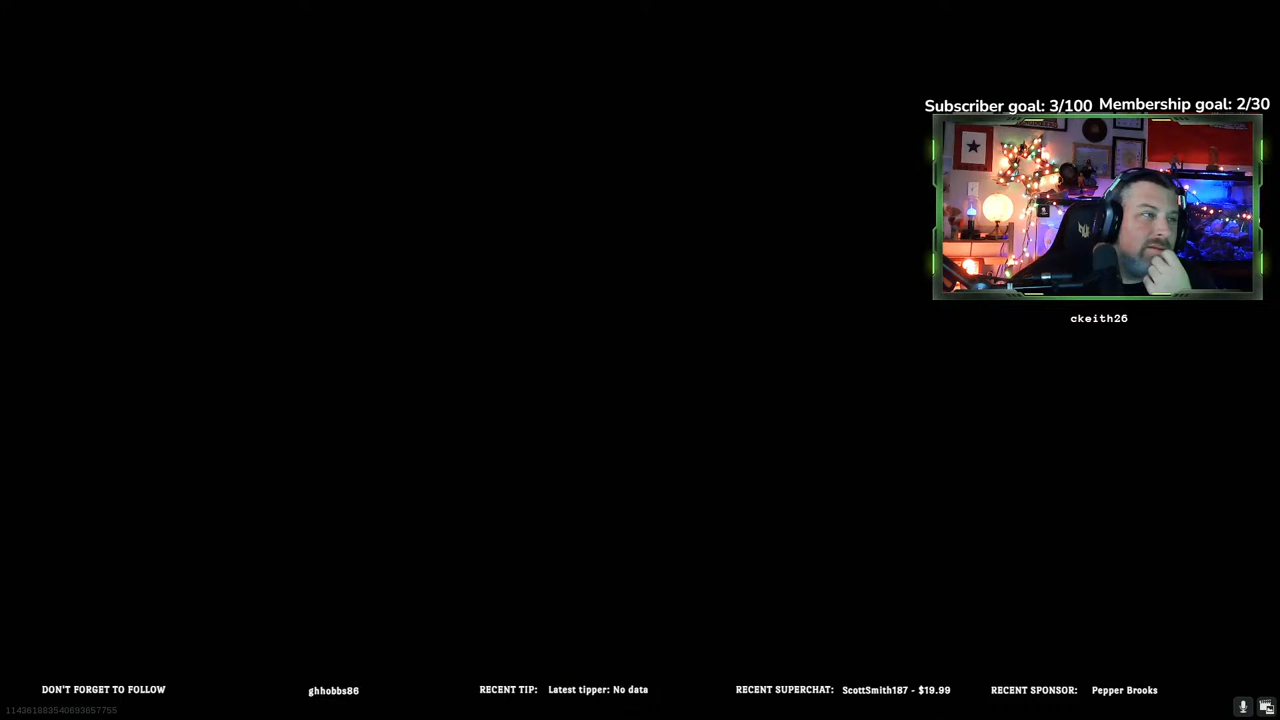 Subscriber goal: 3/100 Membership goal: 2/30
ckeith26
DON'T FORGET TO FOLLOW ghhobbs86 RECENT TIP: Latest tipper: No data RECENT SUPERCHAT: ScottSmith187 - $19.99 RECENT SPONSOR: Pepper Brooks
114361883540693657755